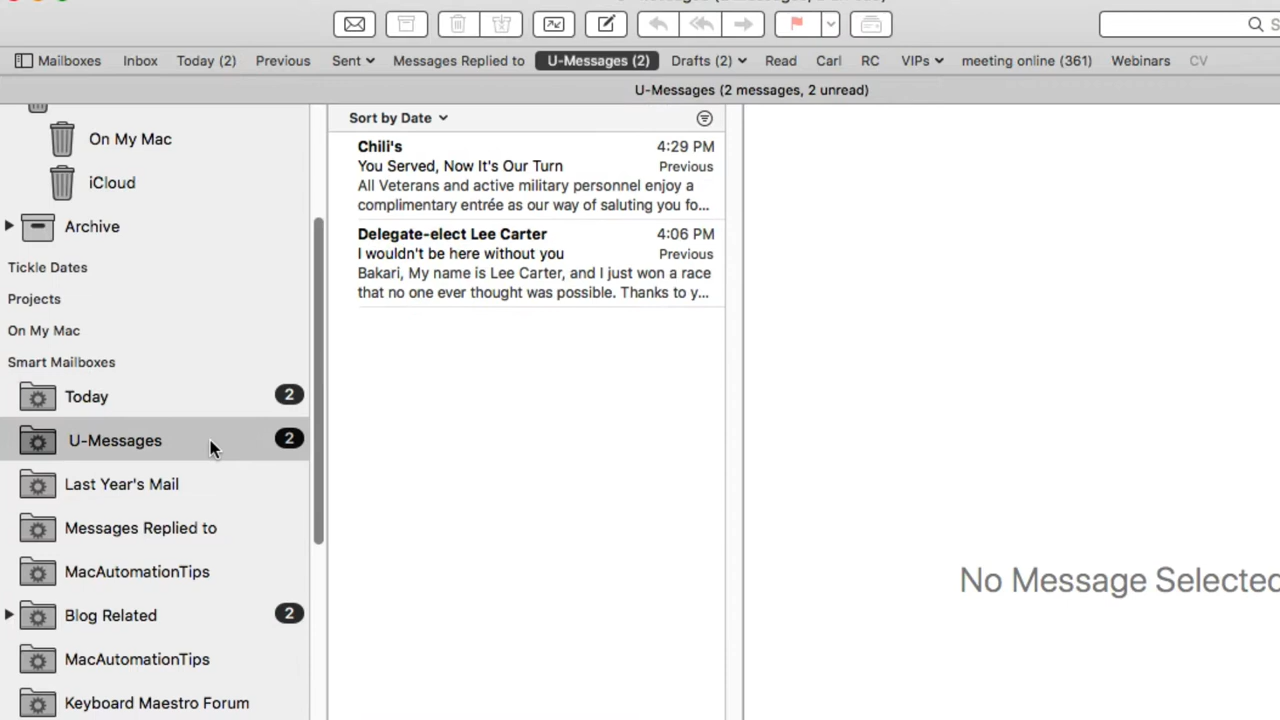 Mailboxes Inbox Today (2) Previous Sent Messages Replied to U-Messages (2) Drafts (2) Read Carl RC VIPs meeting online (361) Webinars CV
U-Messages (2 messages, 2 unread)
On My Mac
iCloud
Archive
Tickle Dates
Projects
On My Mac
Smart Mailboxes
Today 2
U-Messages 2
Last Year's Mail
Messages Replied to
MacAutomationTips
Blog Related 2
MacAutomationTips
Keyboard Maestro Forum
Sort by Date
Chili's 4:29 PM
You Served, Now It's Our Turn Previous
All Veterans and active military personnel enjoy a
complimentary entrée as our way of saluting you fo...
Delegate-elect Lee Carter 4:06 PM
I wouldn't be here without you Previous
Bakari, My name is Lee Carter, and I just won a race
that no one ever thought was possible. Thanks to y...
No Message Selected